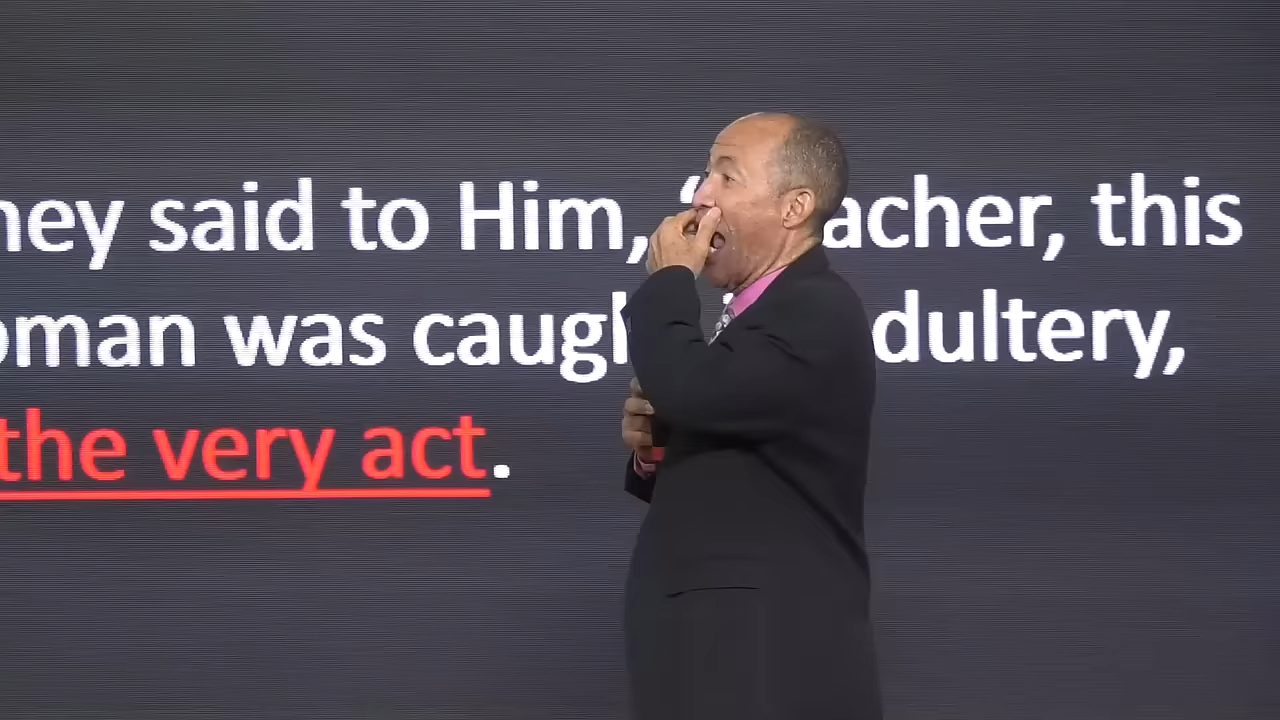 hey said to Him, “ acher, this
oman was caugh dultery,
the very act.